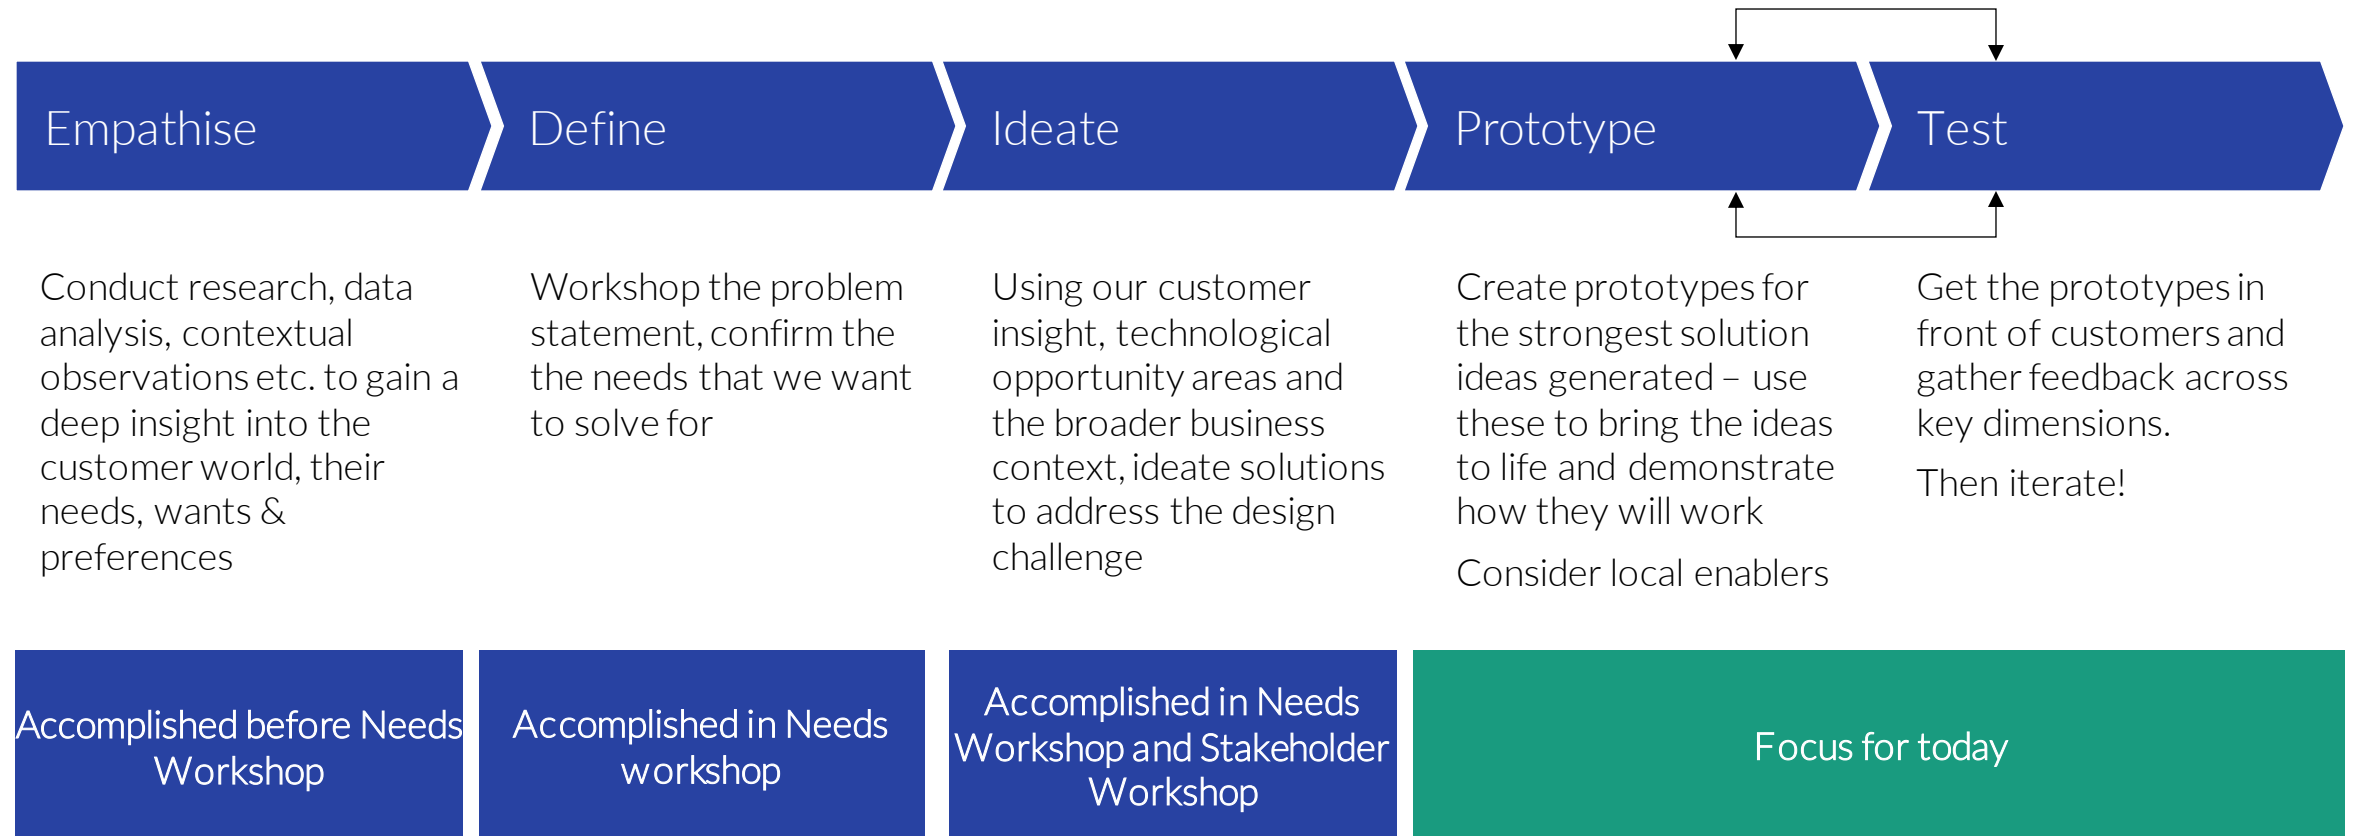 Empathise
Define
Ideate
Prototype
Test
Conduct research, data
analysis, contextual
observations etc. to gain a
deep insight into the
customer world, their
needs, wants &
preferences
Workshop the problem
statement, confirm the
the needs that we want
to solve for
Using our customer
insight, technological
opportunity areas and
the broader business
context, ideate solutions
to address the design
challenge
Create prototypes for
the strongest solution
ideas generated – use
these to bring the ideas
to life and demonstrate
how they will work
Consider local enablers
Get the prototypes in
front of customers and
gather feedback across
key dimensions.
Then iterate!
Accomplished before Needs
Workshop
Accomplished in Needs
workshop
Accomplished in Needs
Workshop and Stakeholder
Workshop
Focus for today